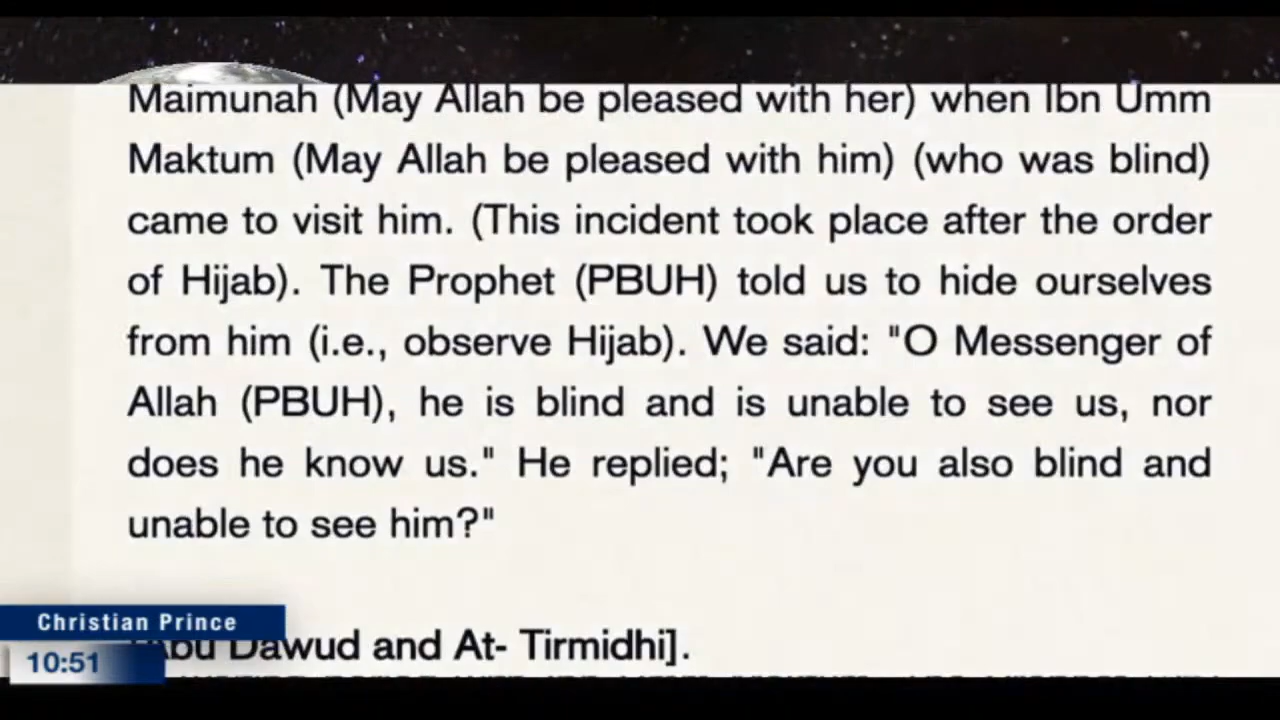 Maimunah (May Allah be pleased with her) when Ibn Umm
Maktum (May Allah be pleased with him) (who was blind)
came to visit him. (This incident took place after the order
of Hijab). The Prophet (PBUH) told us to hide ourselves
from him (i.e., observe Hijab). We said: "O Messenger of
Allah (PBUH), he is blind and is unable to see us, nor
does he know us." He replied; "Are you also blind and
unable to see him?"
Christian Prince
Dawud and At- Tirmidhi].
10:51